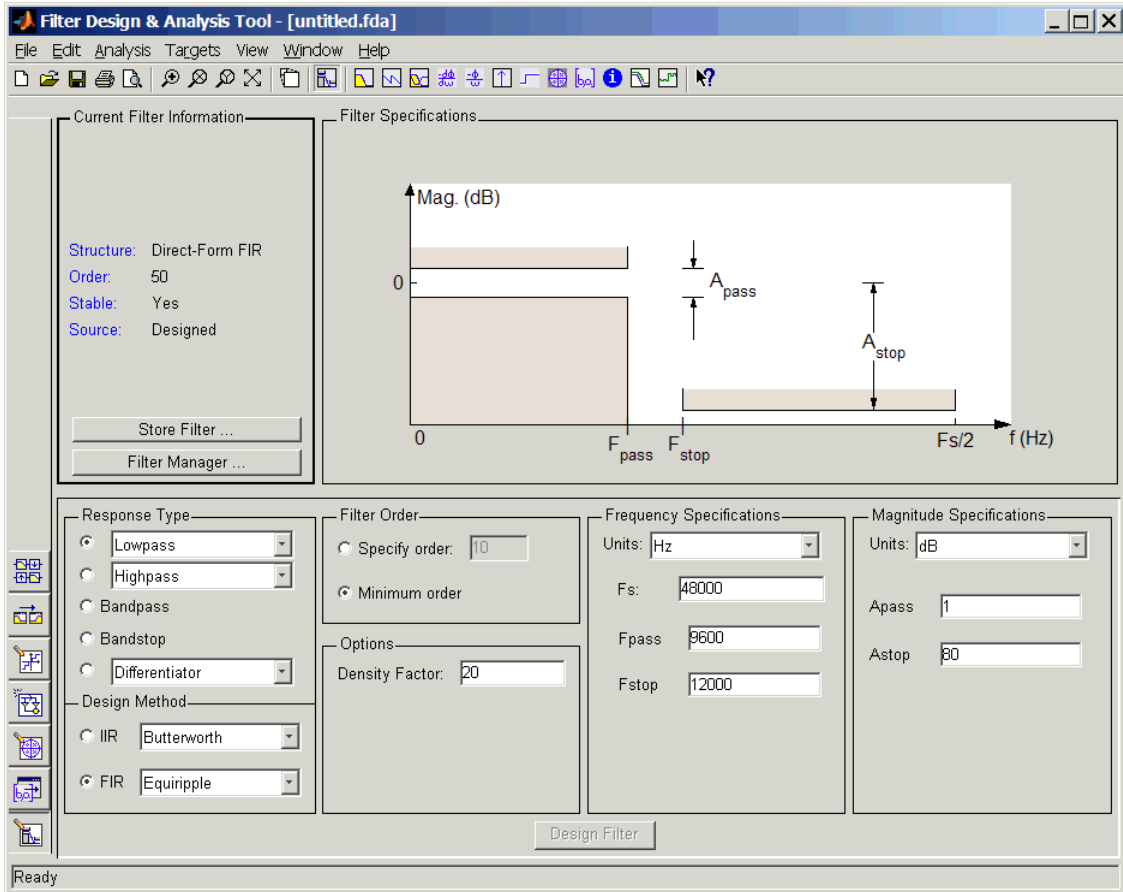 Filter Design & Analysis Tool - [untitled.fda]
File Edit Analysis Targets View Window Help
Current Filter Information
Structure: Direct-Form FIR
Order: 50
Stable: Yes
Source: Designed
Store Filter ...
Filter Manager ...
Filter Specifications
Mag. (dB)
0
A pass
A stop
0
F pass
F stop
Fs/2
f (Hz)
Response Type
Lowpass
Highpass
Bandpass
Bandstop
Differentiator
Design Method
IIR Butterworth
FIR Equiripple
Filter Order
Specify order: 10
Minimum order
Options
Density Factor: 20
Frequency Specifications
Units: Hz
Fs: 48000
Fpass 9600
Fstop 12000
Magnitude Specifications
Units: dB
Apass 1
Astop 80
Design Filter
Ready